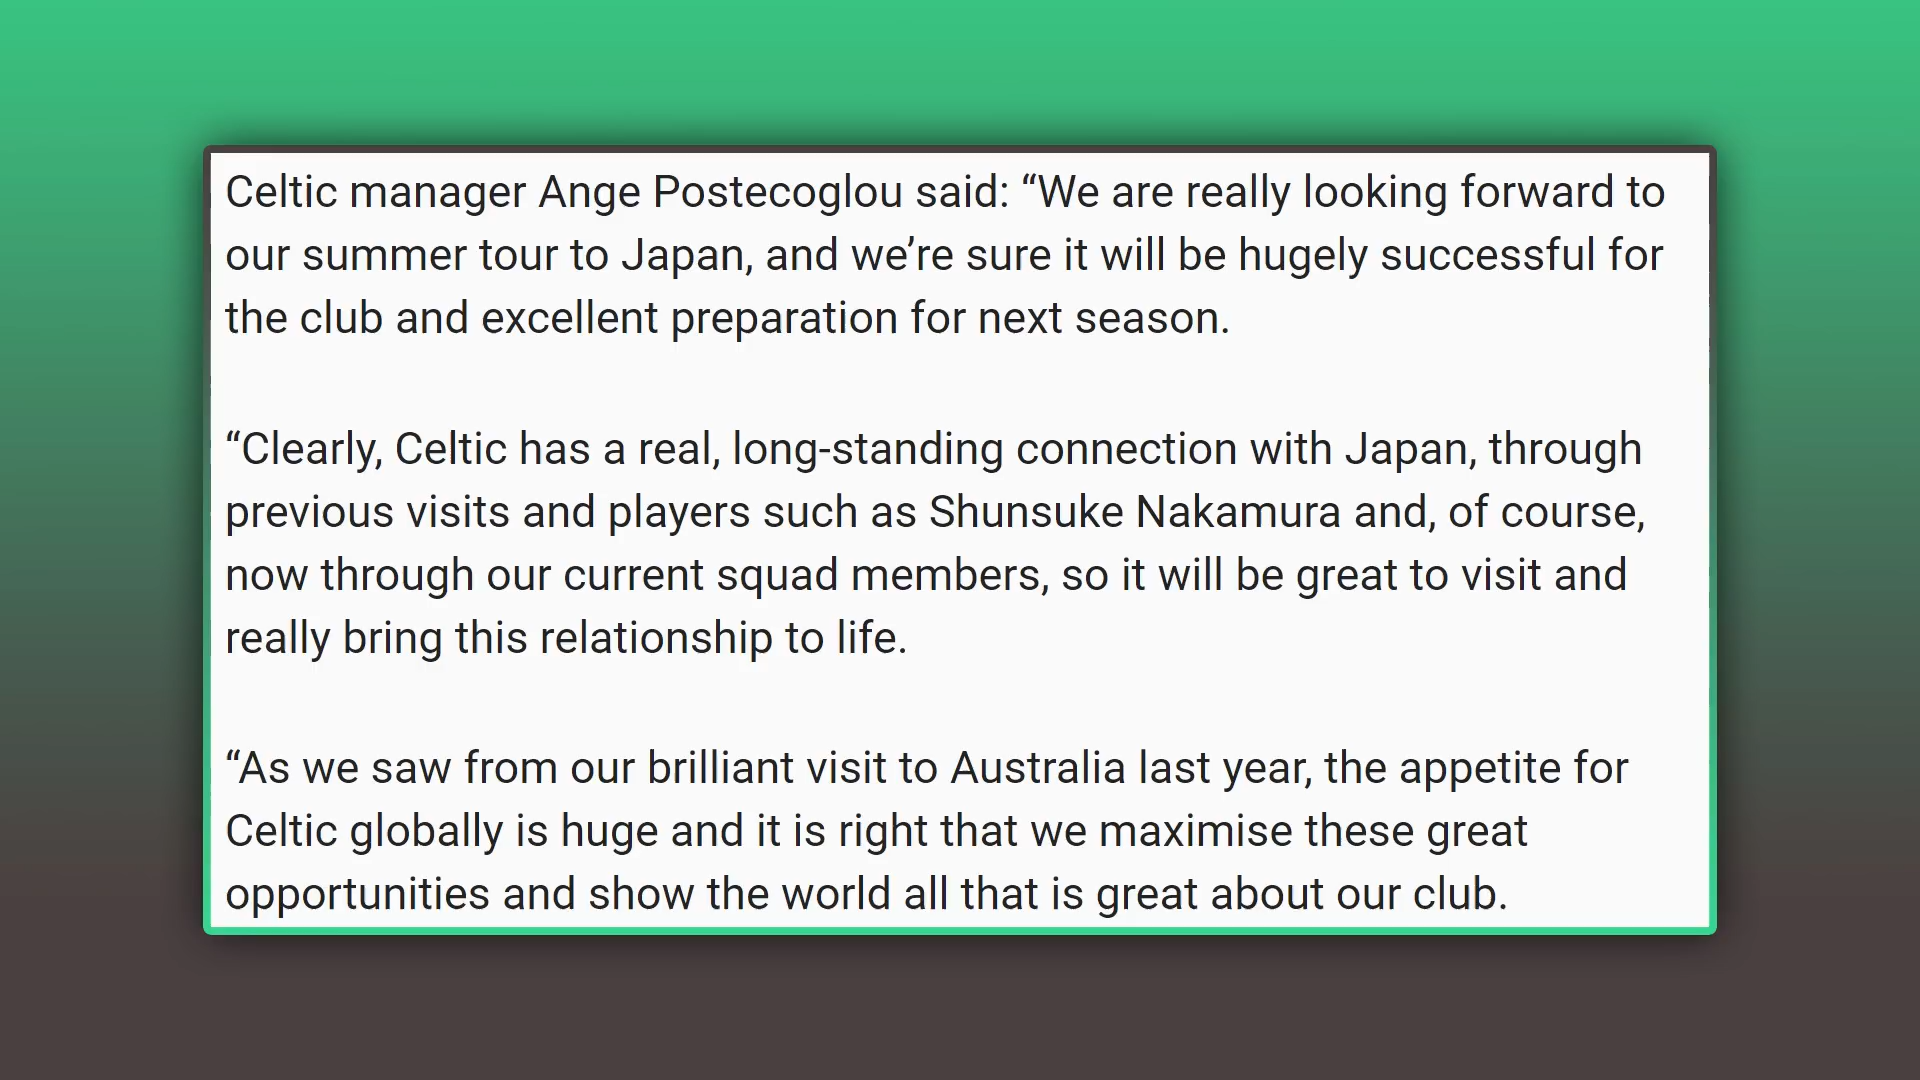 Celtic manager Ange Postecoglou said: “We are really looking forward to
our summer tour to Japan, and we’re sure it will be hugely successful for
the club and excellent preparation for next season.
“Clearly, Celtic has a real, long-standing connection with Japan, through
previous visits and players such as Shunsuke Nakamura and, of course,
now through our current squad members, so it will be great to visit and
really bring this relationship to life.
“As we saw from our brilliant visit to Australia last year, the appetite for
Celtic globally is huge and it is right that we maximise these great
opportunities and show the world all that is great about our club.